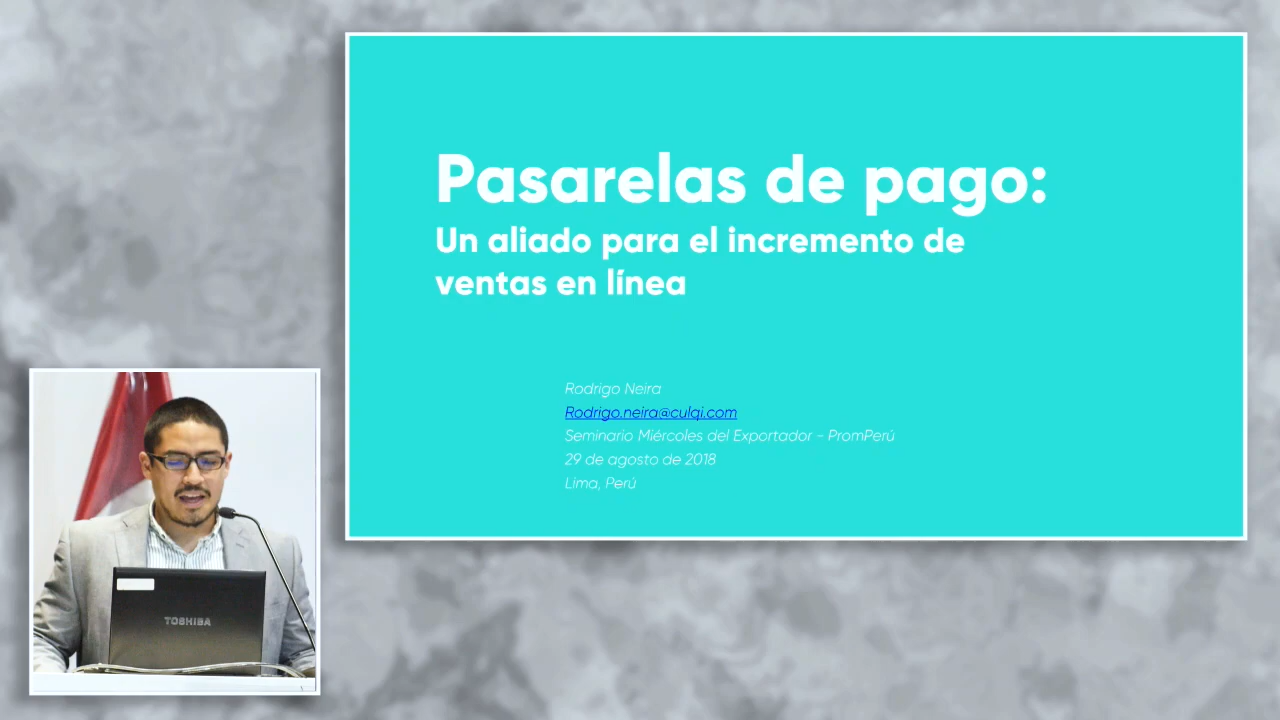 Pasarelas de pago:
Un aliado para el incremento de
ventas en línea
Rodrigo Neira
Rodrigo.neira@culqi.com
Seminario Miércoles del Exportador - PromPerú
29 de agosto de 2018
Lima, Perú
TOSHIBA